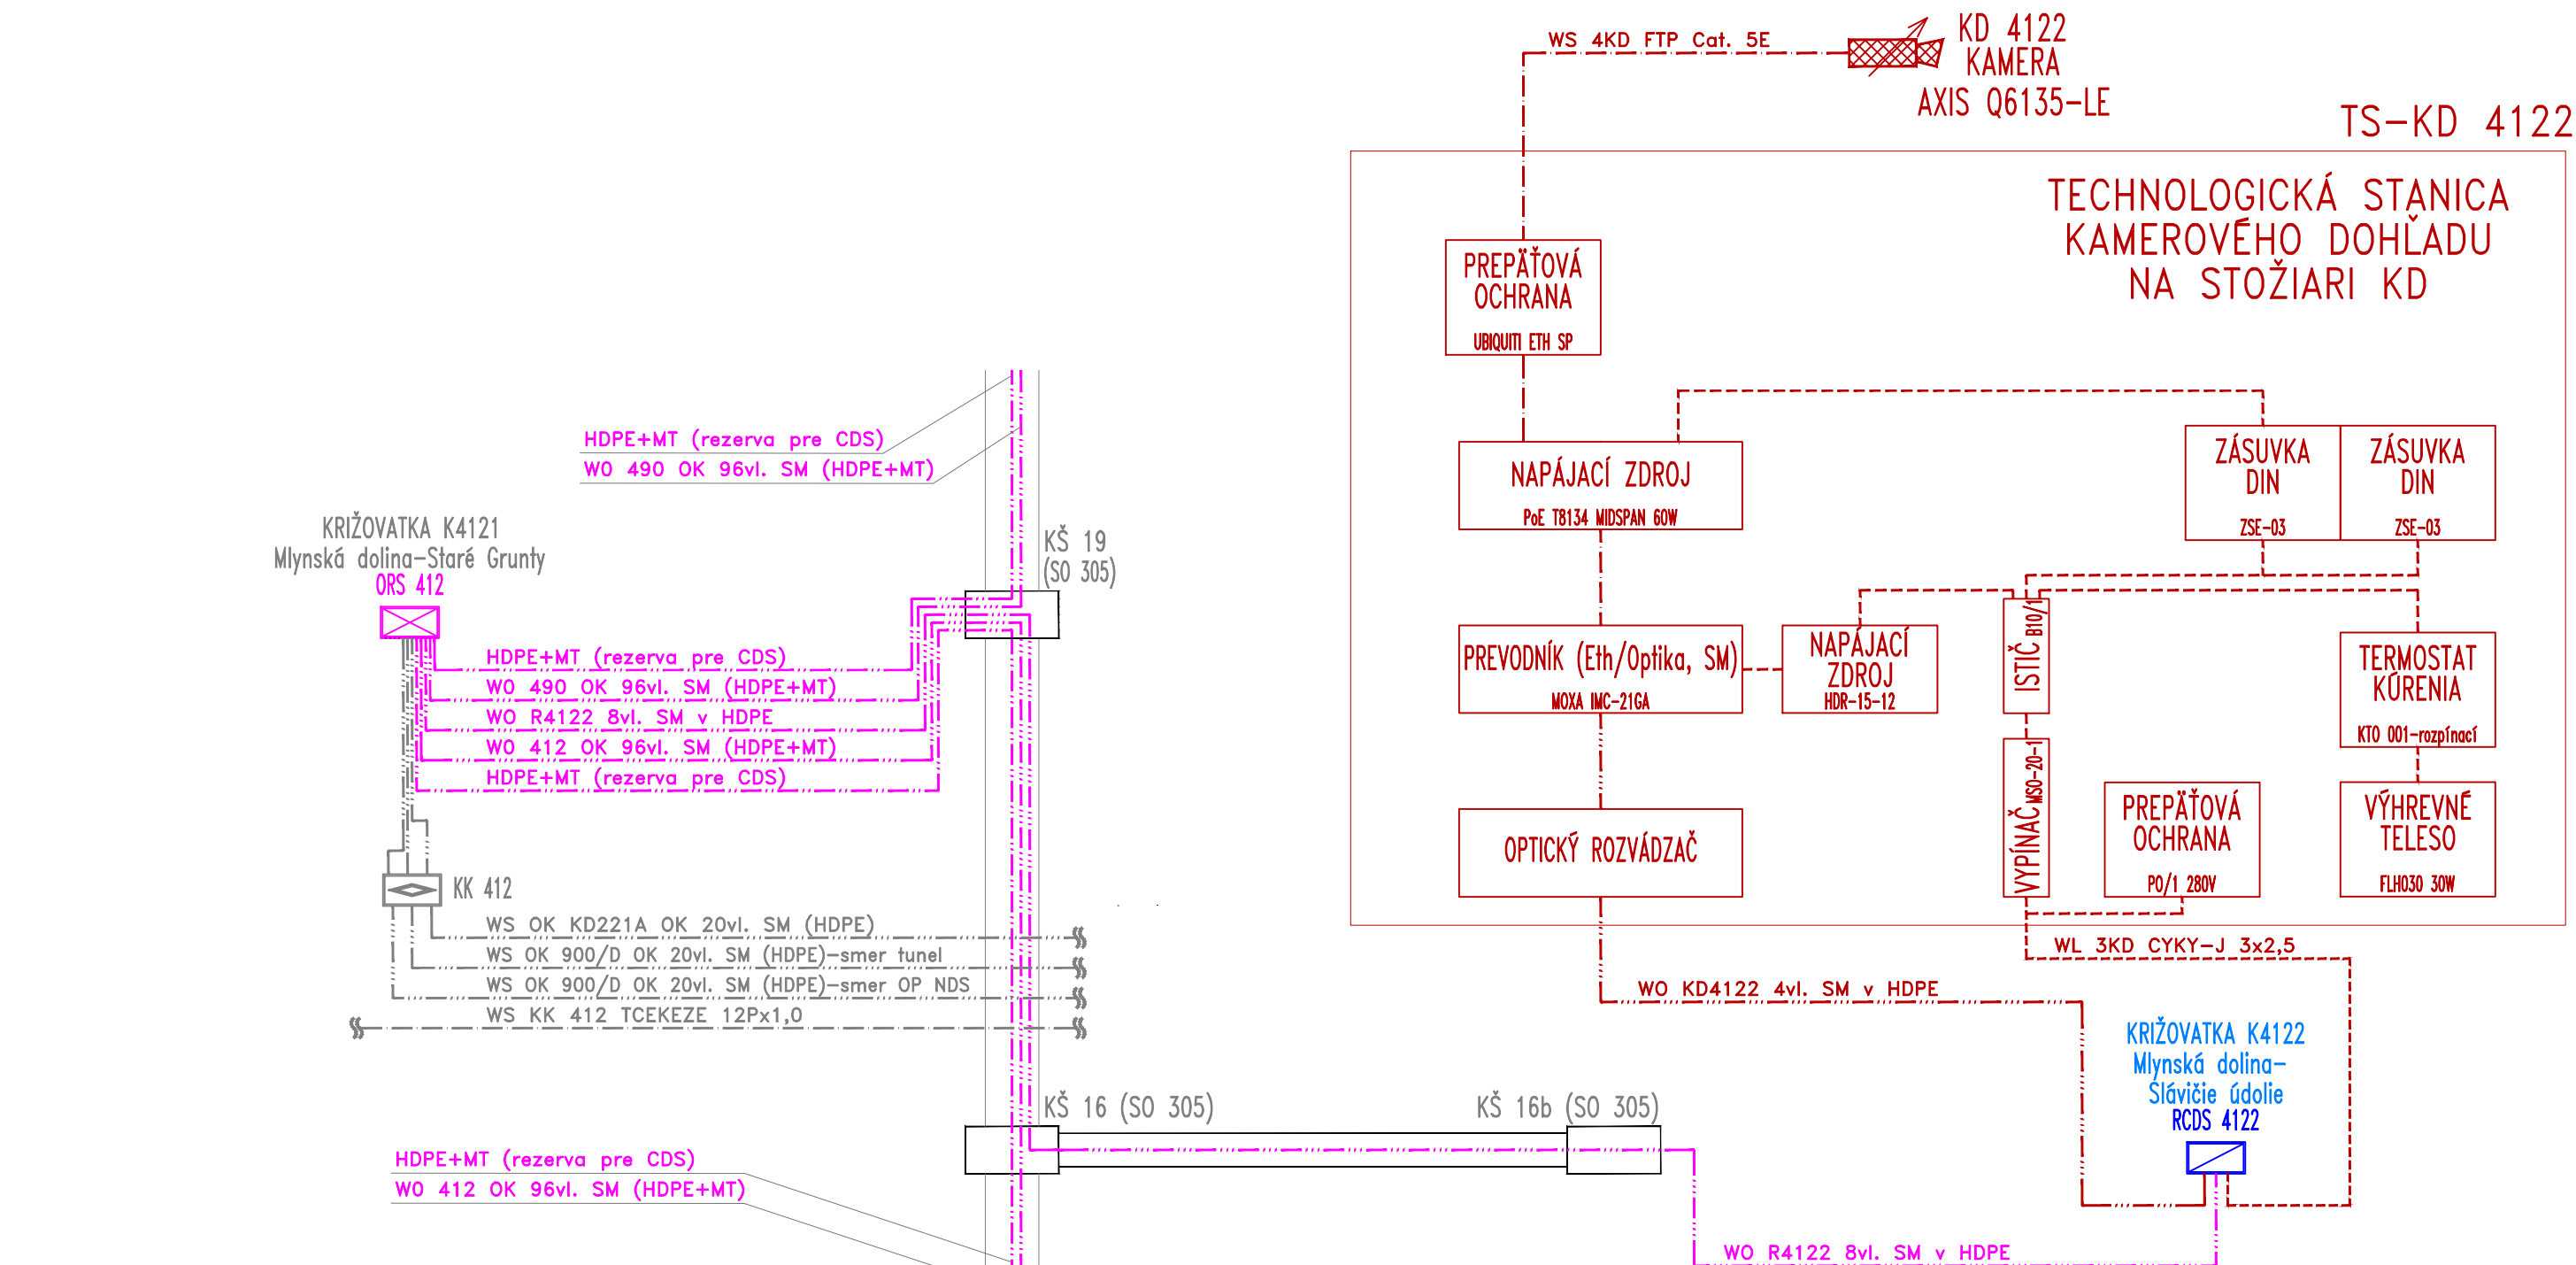 WS 4KD FTP Cat. 5E
KD 4122
KAMERA
AXIS Q6135-LE
TS-KD 4122
TECHNOLOGICKÁ STANICA
KAMEROVÉHO DOHĽADU
NA STOŽIARI KD
PREPÄŤOVÁ
OCHRANA
UBIQUITI ETH SP
HDPE+MT (rezerva pre CDS)
WO 490 OK 96vl. SM (HDPE+MT)
NAPÁJACÍ ZDROJ
PoE T8134 MIDSPAN 60W
ZÁSUVKA
DIN
ZSE-03
ZÁSUVKA
DIN
ZSE-03
KRIŽOVATKA K4121
Mlynská dolina-Staré Grunty
ORS 412
KŠ 19
(SO 305)
HDPE+MT (rezerva pre CDS)
WO 490 OK 96vl. SM (HDPE+MT)
WO R4122 8vl. SM v HDPE
WO 412 OK 96vl. SM (HDPE+MT)
HDPE+MT (rezerva pre CDS)
PREVODNÍK (Eth/Optika, SM)
MOXA IMC-21GA
NAPÁJACÍ
ZDROJ
HDR-15-12
ISTIČ B10/1
TERMOSTAT
KÚRENIA
KTO 001-rozpínací
OPTICKÝ ROZVÁDZAČ
VYPÍNAČ MSO-20-1
PREPÄŤOVÁ
OCHRANA
PO/1 280V
VÝHREVNÉ
TELESO
FLH030 30W
KK 412
WS OK KD221A OK 20vl. SM (HDPE)
WS OK 900/D OK 20vl. SM (HDPE)-smer tunel
WS OK 900/D OK 20vl. SM (HDPE)-smer OP NDS
WS KK 412 TCEKEZE 12Px1,0
WL 3KD CYKY-J 3x2,5
WO KD4122 4vl. SM v HDPE
KRIŽOVATKA K4122
Mlynská dolina-
Slávičie údolie
RCDS 4122
KŠ 16 (SO 305)
KŠ 16b (SO 305)
HDPE+MT (rezerva pre CDS)
WO 412 OK 96vl. SM (HDPE+MT)
WO R4122 8vl. SM v HDPE